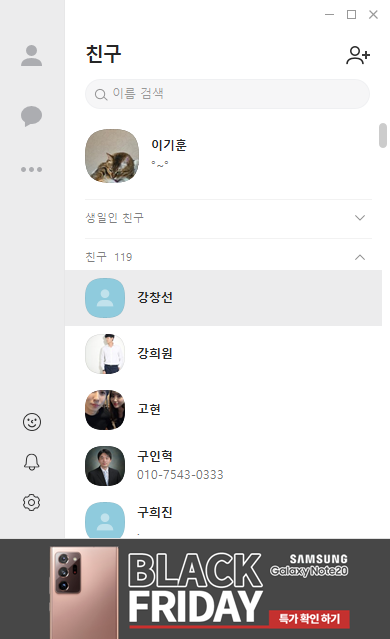 친구
이름 검색
이기훈
°~°
생일인 친구
친구 119
강창선
강희원
고현
구인혁
010-7543-0333
구희진
.
BLACK
FRIDAY
SAMSUNG
Galaxy Note20
특가 확인 하기